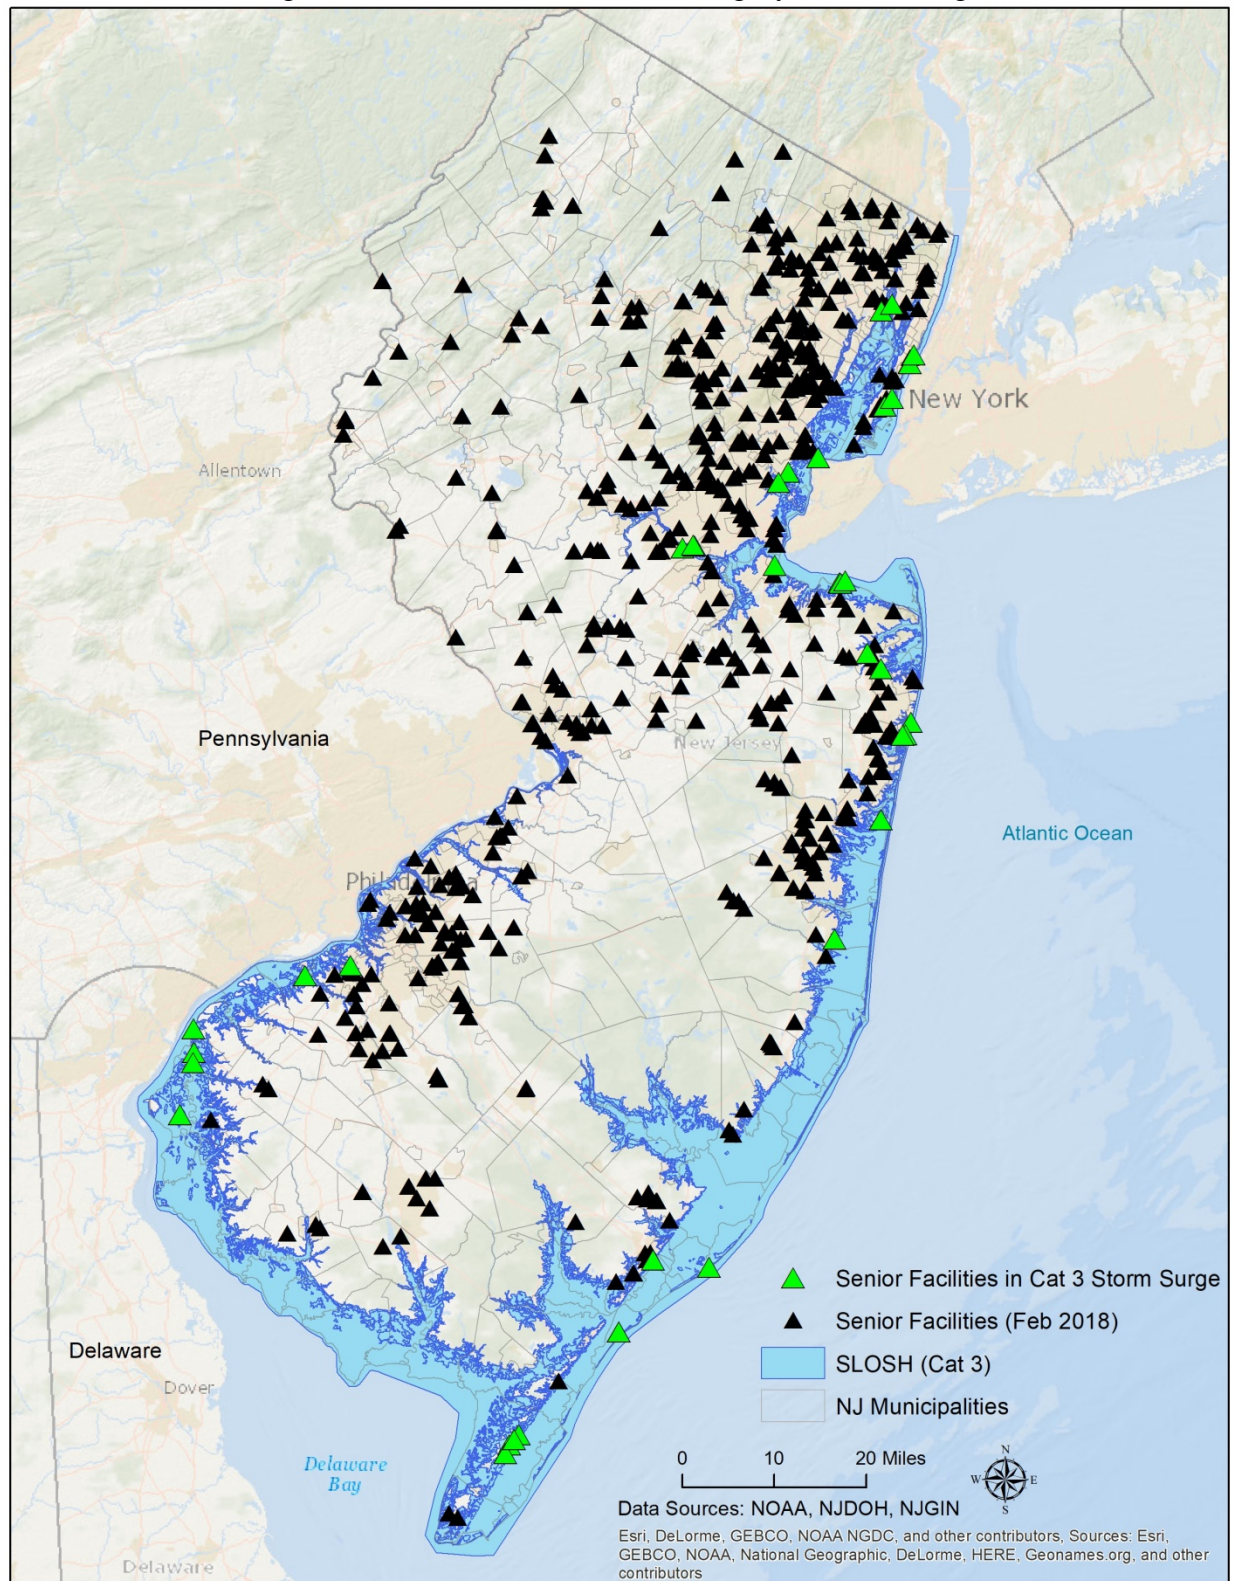 New York
Allentown
Pennsylvania
New Jersey
Atlantic Ocean
Philadelphia
Senior Facilities in Cat 3 Storm Surge
Senior Facilities (Feb 2018)
SLOSH (Cat 3)
NJ Municipalities
Delaware
Dover
Delaware
Bay
0 10 20 Miles
N
W E
S
Data Sources: NOAA, NJDOH, NJGIN
Esri, DeLorme, GEBCO, NOAA NGDC, and other contributors, Sources: Esri,
GEBCO, NOAA, National Geographic, DeLorme, HERE, Geonames.org, and other
contributors
Delaware